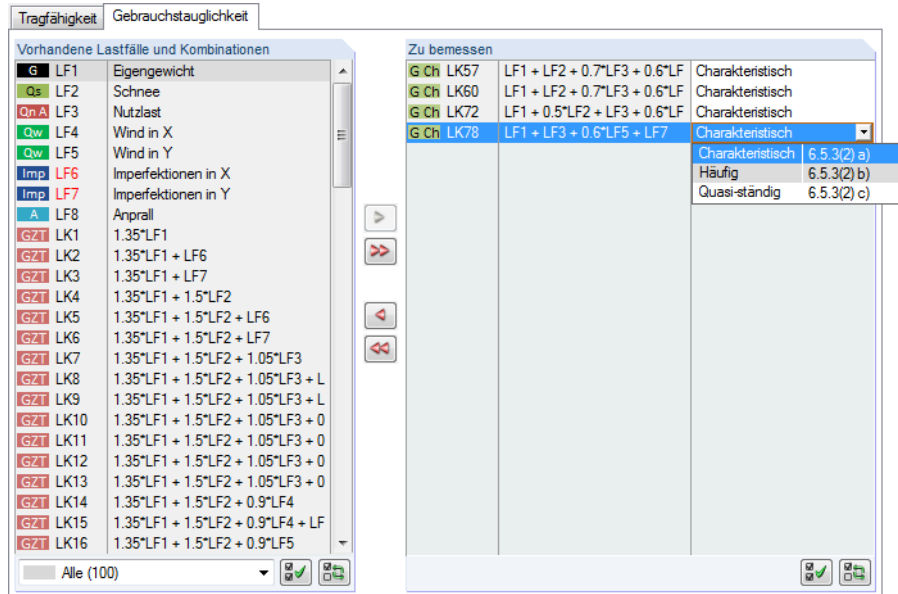 Tragfähigkeit Gebrauchstauglichkeit
Vorhandene Lastfälle und Kombinationen
G LF1 Eigengewicht
Qs LF2 Schnee
Qn A LF3 Nutzlast
Qw LF4 Wind in X
Qw LF5 Wind in Y
Imp LF6 Imperfektionen in X
Imp LF7 Imperfektionen in Y
A LF8 Anprall
GZT LK1 1.35*LF1
GZT LK2 1.35*LF1 + LF6
GZT LK3 1.35*LF1 + LF7
GZT LK4 1.35*LF1 + 1.5*LF2
GZT LK5 1.35*LF1 + 1.5*LF2 + LF6
GZT LK6 1.35*LF1 + 1.5*LF2 + LF7
GZT LK7 1.35*LF1 + 1.5*LF2 + 1.05*LF3
GZT LK8 1.35*LF1 + 1.5*LF2 + 1.05*LF3 + L
GZT LK9 1.35*LF1 + 1.5*LF2 + 1.05*LF3 + L
GZT LK10 1.35*LF1 + 1.5*LF2 + 1.05*LF3 + 0
GZT LK11 1.35*LF1 + 1.5*LF2 + 1.05*LF3 + 0
GZT LK12 1.35*LF1 + 1.5*LF2 + 1.05*LF3 + 0
GZT LK13 1.35*LF1 + 1.5*LF2 + 1.05*LF3 + 0
GZT LK14 1.35*LF1 + 1.5*LF2 + 0.9*LF4
GZT LK15 1.35*LF1 + 1.5*LF2 + 0.9*LF4 + LF
GZT LK16 1.35*LF1 + 1.5*LF2 + 0.9*LF5
Alle (100)
Zu bemessen
G Ch LK57 LF1 + LF2 + 0.7*LF3 + 0.6*LF Charakteristisch
G Ch LK60 LF1 + LF2 + 0.7*LF3 + 0.6*LF Charakteristisch
G Ch LK72 LF1 + 0.5*LF2 + LF3 + 0.6*LF Charakteristisch
G Ch LK78 LF1 + LF3 + 0.6*LF5 + LF7 Charakteristisch
Charakteristisch 6.5.3(2) a)
Häufig 6.5.3(2) b)
Quasi-ständig 6.5.3(2) c)